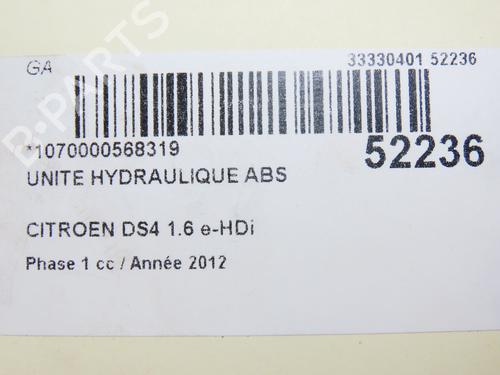 GA
33330401 52236
*1070000568319
52236
UNITE HYDRAULIQUE ABS
CITROEN DS4 1.6 e-HDi
Phase 1 cc / Année 2012
B-PARTS